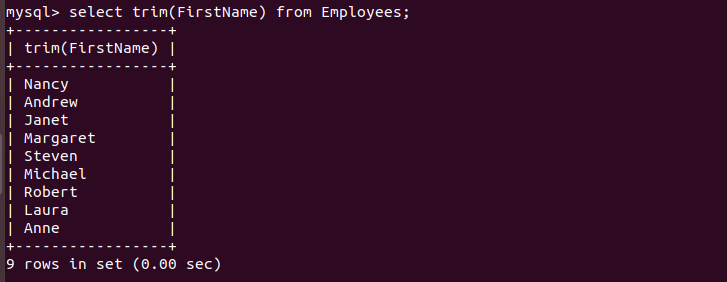 mysql> select trim(FirstName) from Employees;
+-----------------+
| trim(FirstName) |
+-----------------+
| Nancy           |
| Andrew          |
| Janet           |
| Margaret        |
| Steven          |
| Michael         |
| Robert          |
| Laura           |
| Anne            |
+-----------------+
9 rows in set (0.00 sec)